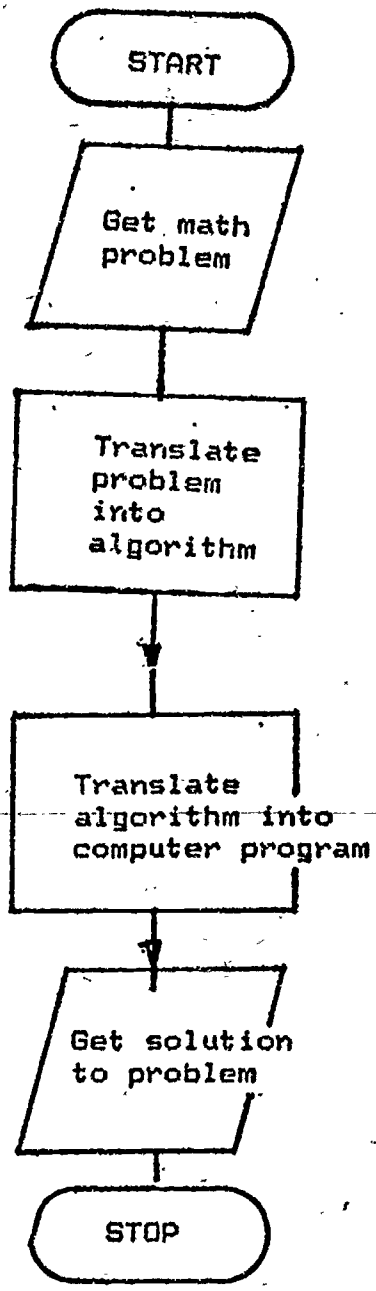 START
Get math
problem
Translate
problem
into
algorithm
Translate
algorithm into
computer program
Get solution
to problem
STOP